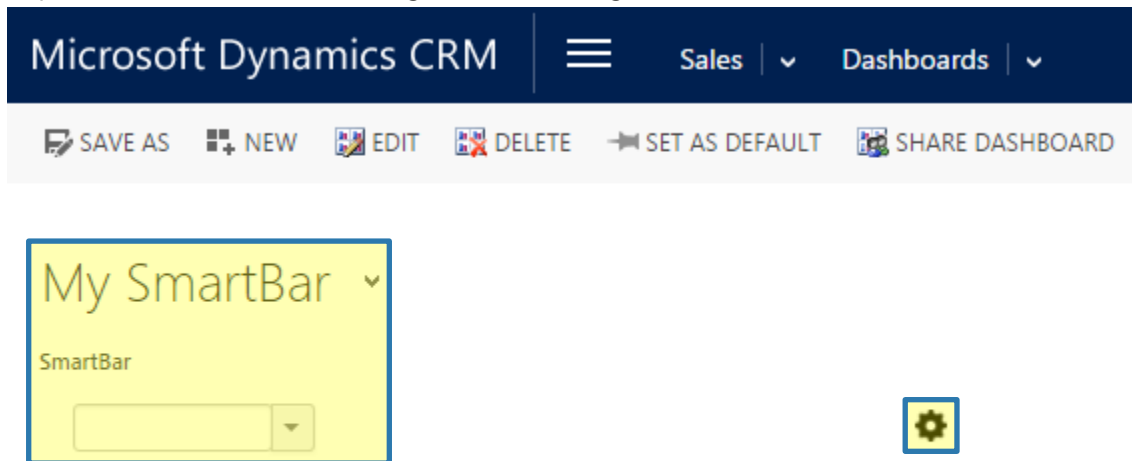 Microsoft Dynamics CRM Sales Dashboards
SAVE AS NEW EDIT DELETE SET AS DEFAULT SHARE DASHBOARD
My SmartBar
SmartBar